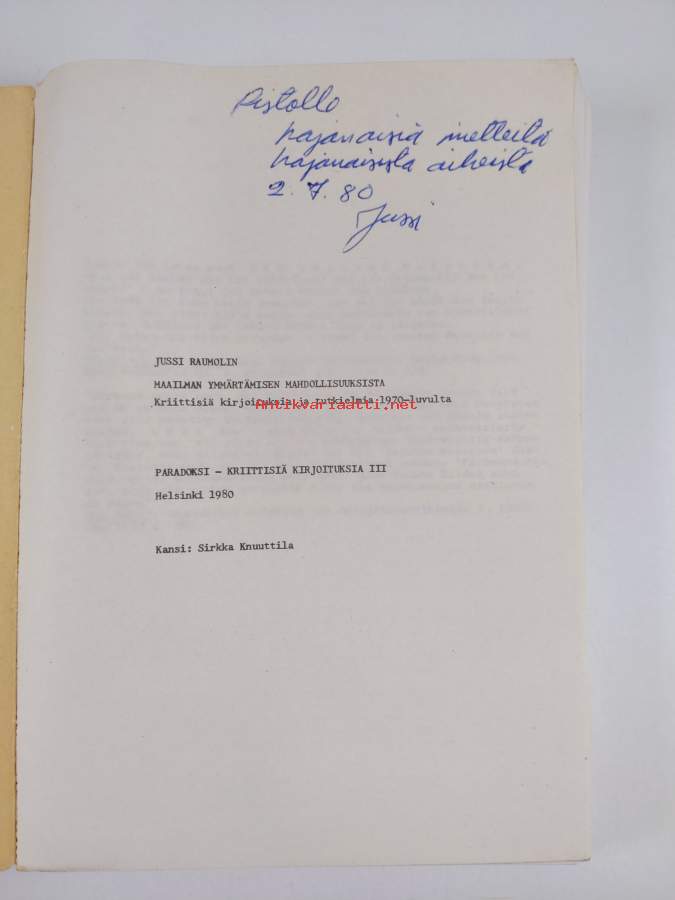 Ristolle
hajanaisia mietteitä
hajanaisista aiheista
2. 7. 80
Jussi
JUSSI RAUMOLIN
MAAILMAN YMMÄRTÄMISEN MAHDOLLISUUKSISTA
Kriittisiä kirjoituksia ja tutkielmia 1970-luvulta
Antikvariaatti.net
PARADOKSI - KRIITTISIÄ KIRJOITUKSIA III
Helsinki 1980
Kansi: Sirkka Knuuttila